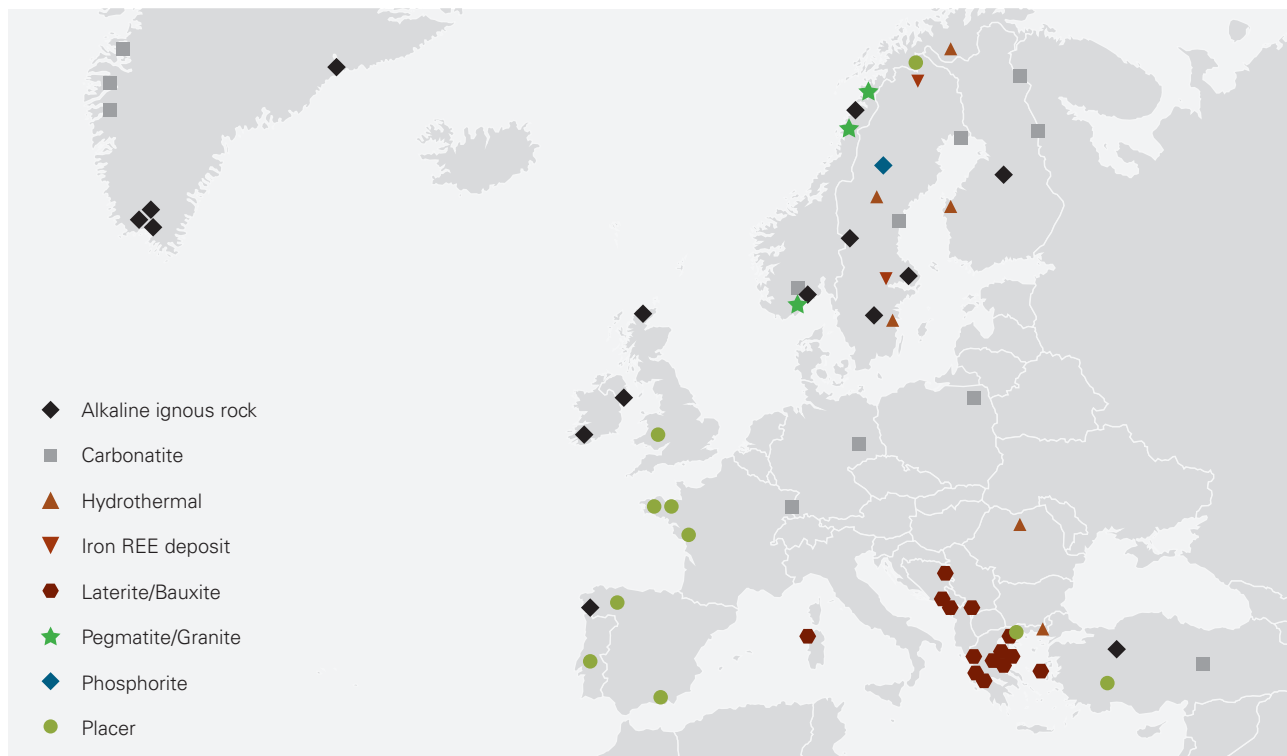 Alkaline ignous rock
Carbonatite
Hydrothermal
Iron REE deposit
Laterite/Bauxite
Pegmatite/Granite
Phosphorite
Placer